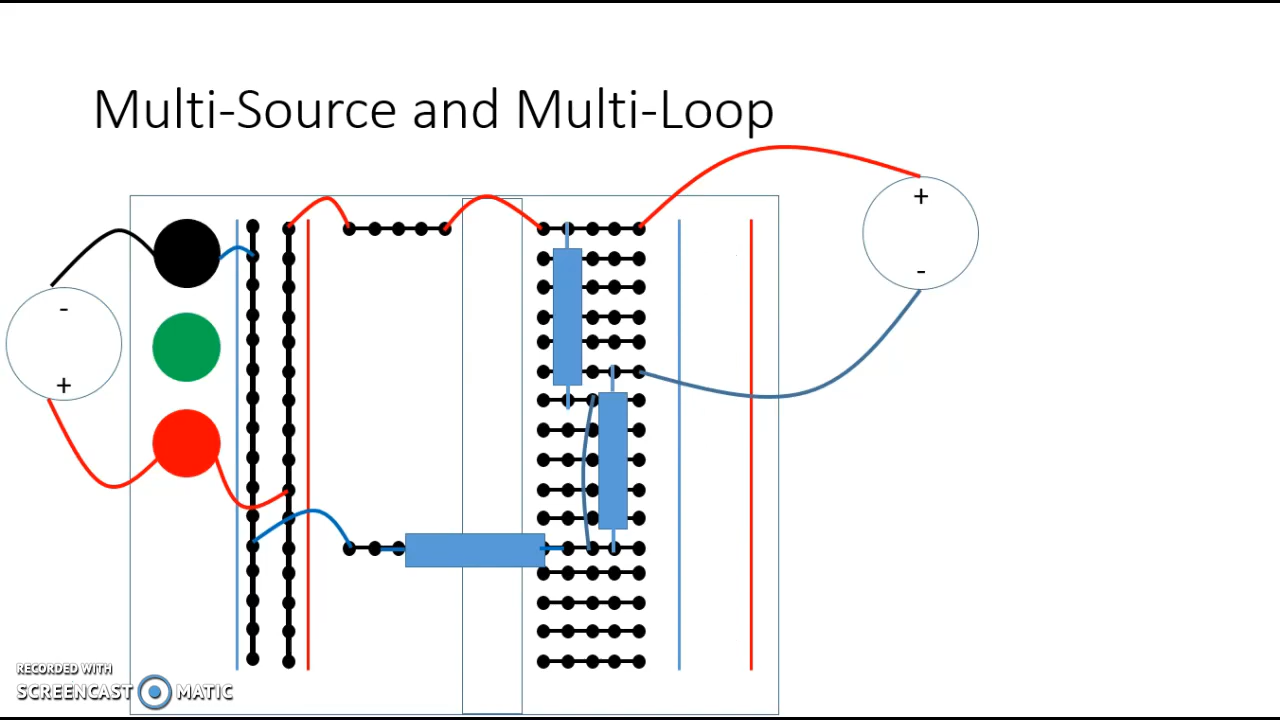 Multi-Source and Multi-Loop
+
-
-
+
RECORDED WITH
SCREENCAST MATIC